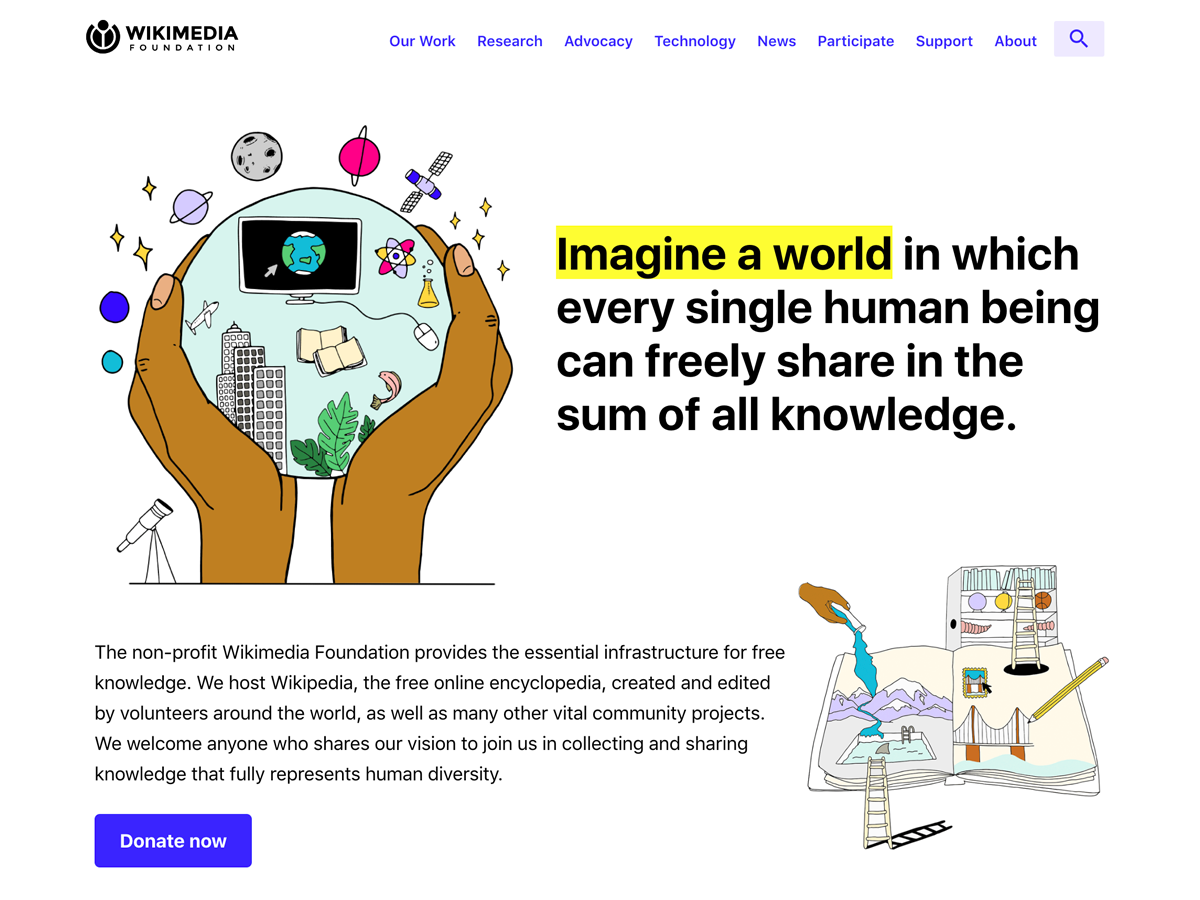 WIKIMEDIA
FOUNDATION
Our Work Research Advocacy Technology News Participate Support About
Imagine a world in which
every single human being
can freely share in the
sum of all knowledge.
The non-profit Wikimedia Foundation provides the essential infrastructure for free
knowledge. We host Wikipedia, the free online encyclopedia, created and edited
by volunteers around the world, as well as many other vital community projects.
We welcome anyone who shares our vision to join us in collecting and sharing
knowledge that fully represents human diversity.
Donate now